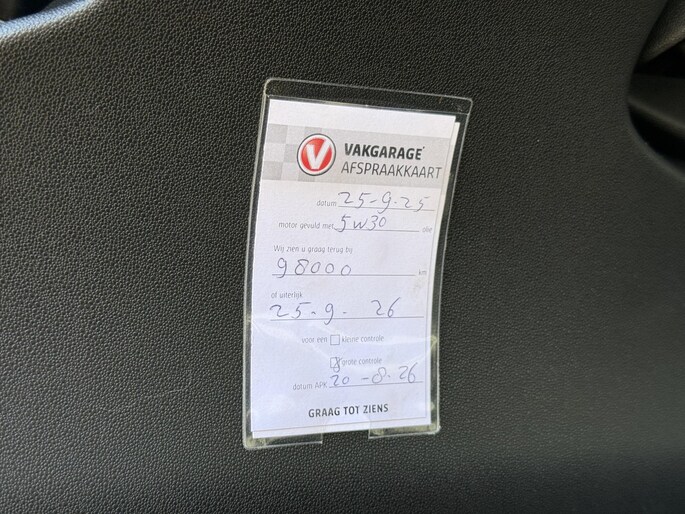 V VAKGARAGE
AFSPRAAKKAART
datum 25-9-25
motor gevuld met 5w30 olie
Wij zien u graag terug bij
98000 km
of uiterlijk
25-9-26
voor een kleine controle
grote controle
datum APK 20-8-26
GRAAG TOT ZIENS